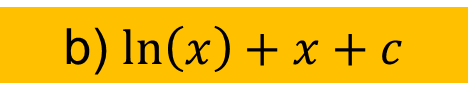 b) ln(x) + x + c